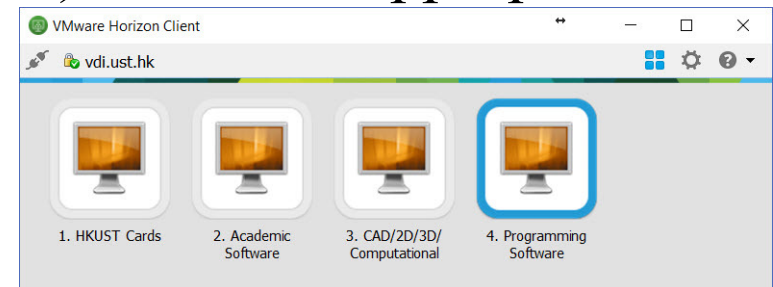 VMware Horizon Client
vdi.ust.hk
1. HKUST Cards
2. Academic
Software
3. CAD/2D/3D/
Computational
4. Programming
Software